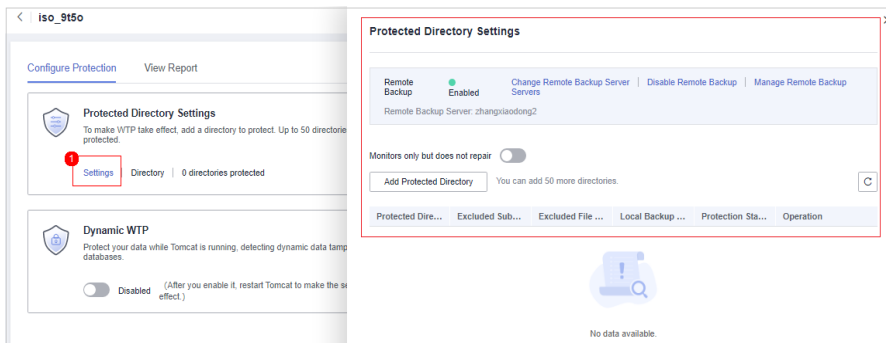 iso_9t5o
Configure Protection View Report
Protected Directory Settings
To make WTP take effect, add a directory to protect. Up to 50 directorie
protected.
1
Settings Directory 0 directories protected
Dynamic WTP
Protect your data while Tomcat is running, detecting dynamic data tamp
databases.
Disabled (After you enable it, restart Tomcat to make the se
effect.)
Protected Directory Settings
Remote Backup Enabled Change Remote Backup Server | Disable Remote Backup | Manage Remote Backup Servers
Remote Backup Server: zhangxiaodong2
Monitors only but does not repair
Add Protected Directory You can add 50 more directories.
Protected Dire... Excluded Sub... Excluded File ... Local Backup ... Protection Sta... Operation
No data available.